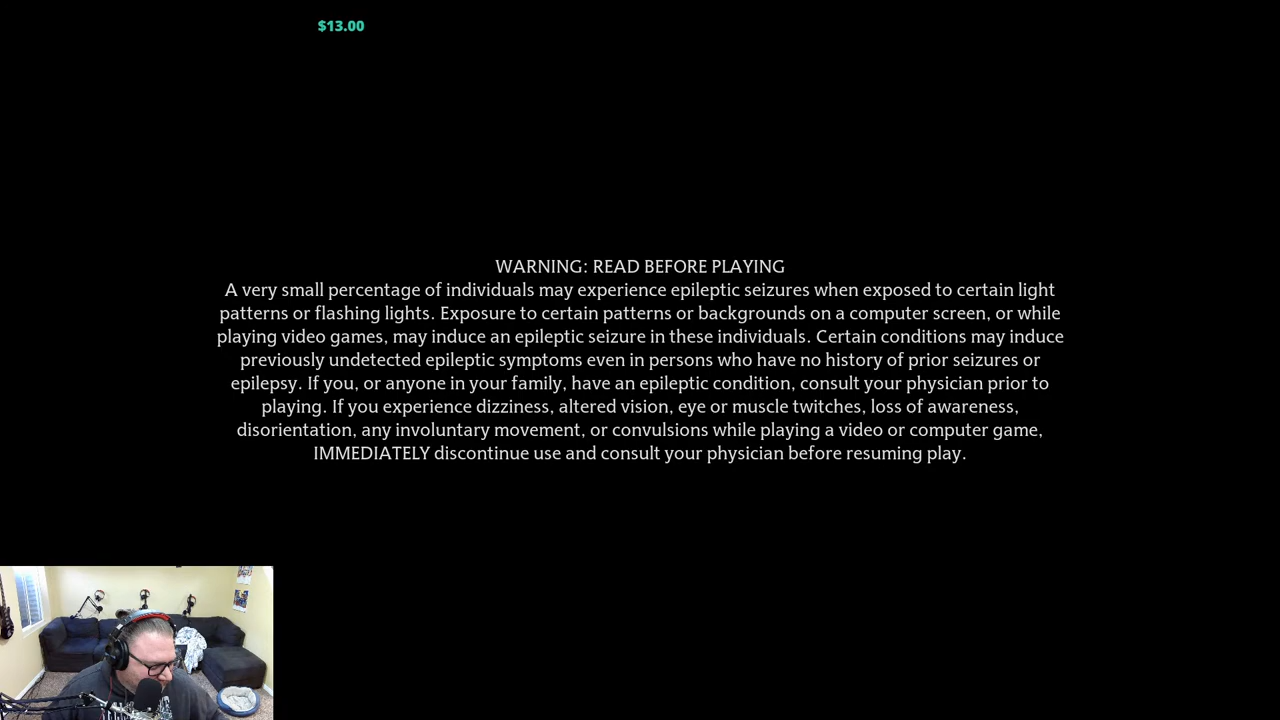 $13.00
WARNING: READ BEFORE PLAYING
A very small percentage of individuals may experience epileptic seizures when exposed to certain light
patterns or flashing lights. Exposure to certain patterns or backgrounds on a computer screen, or while
playing video games, may induce an epileptic seizure in these individuals. Certain conditions may induce
previously undetected epileptic symptoms even in persons who have no history of prior seizures or
epilepsy. If you, or anyone in your family, have an epileptic condition, consult your physician prior to
playing. If you experience dizziness, altered vision, eye or muscle twitches, loss of awareness,
disorientation, any involuntary movement, or convulsions while playing a video or computer game,
IMMEDIATELY discontinue use and consult your physician before resuming play.